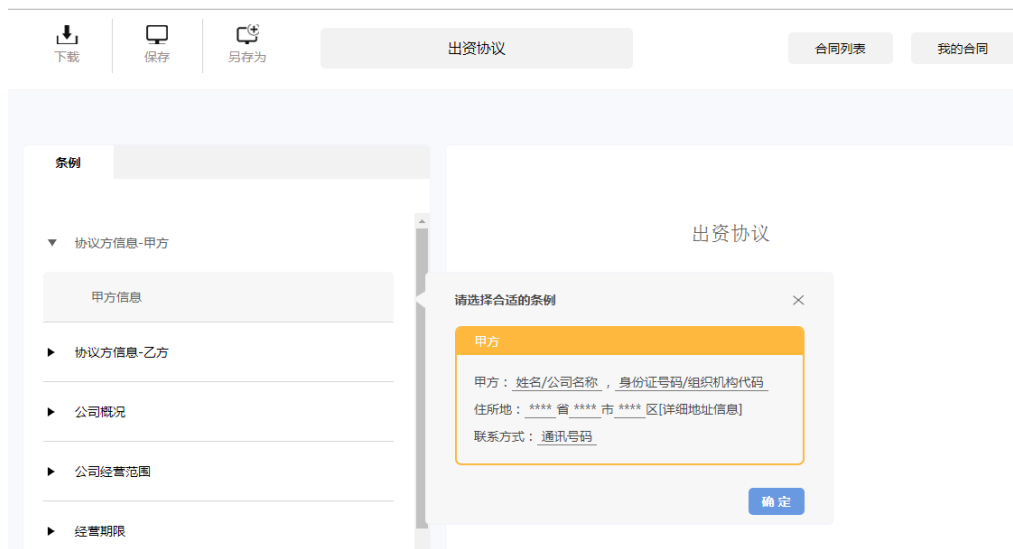 下载
保存
另存为
出资协议
合同列表
我的合同
条例
协议方信息-甲方
甲方信息
协议方信息-乙方
公司概况
公司经营范围
经营期限
出资协议
请选择合适的条例
甲方
甲方：姓名/公司名称，身份证号码/组织机构代码
住所地：****省****市****区[详细地址信息]
联系方式：通讯号码
确定